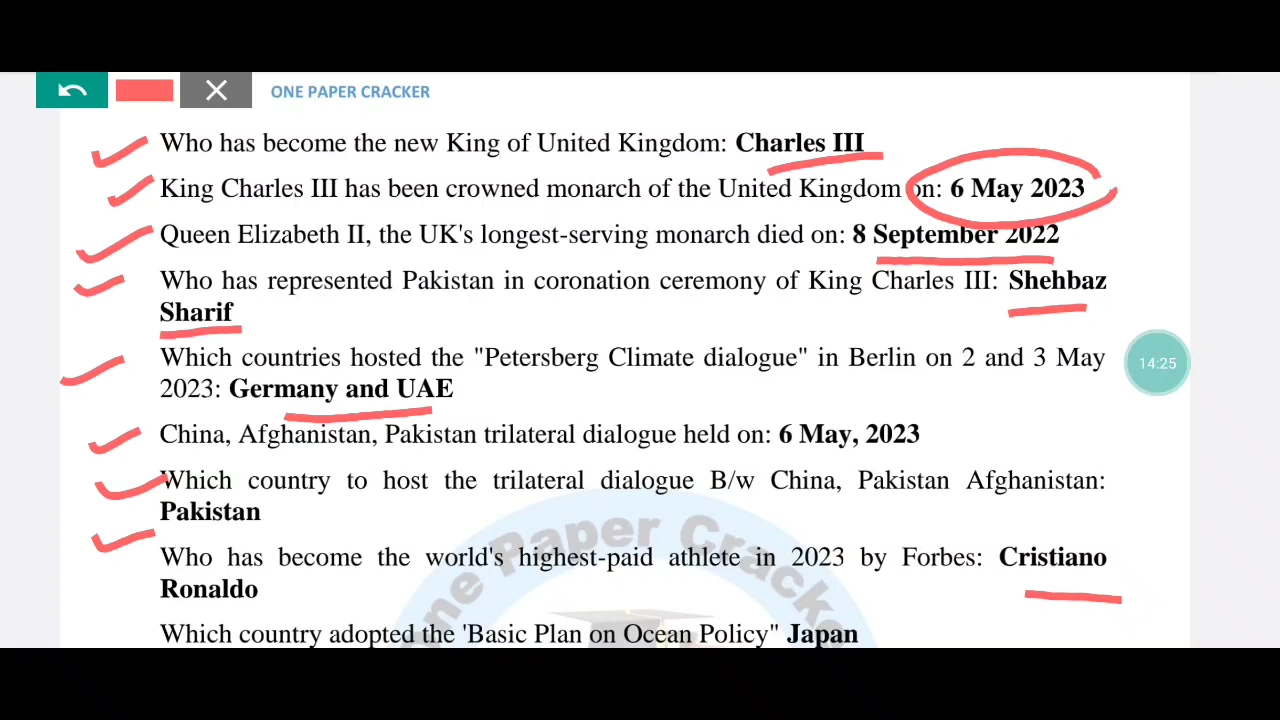 ONE PAPER CRACKER
Who has become the new King of United Kingdom: Charles III
King Charles III has been crowned monarch of the United Kingdom on: 6 May 2023
Queen Elizabeth II, the UK's longest-serving monarch died on: 8 September 2022
Who has represented Pakistan in coronation ceremony of King Charles III: Shehbaz
Sharif
Which countries hosted the "Petersberg Climate dialogue" in Berlin on 2 and 3 May
2023: Germany and UAE
14:25
China, Afghanistan, Pakistan trilateral dialogue held on: 6 May, 2023
Which country to host the trilateral dialogue B/w China, Pakistan Afghanistan:
Pakistan
Who has become the world's highest-paid athlete in 2023 by Forbes: Cristiano
Ronaldo
Which country adopted the 'Basic Plan on Ocean Policy" Japan
One Paper Cracke